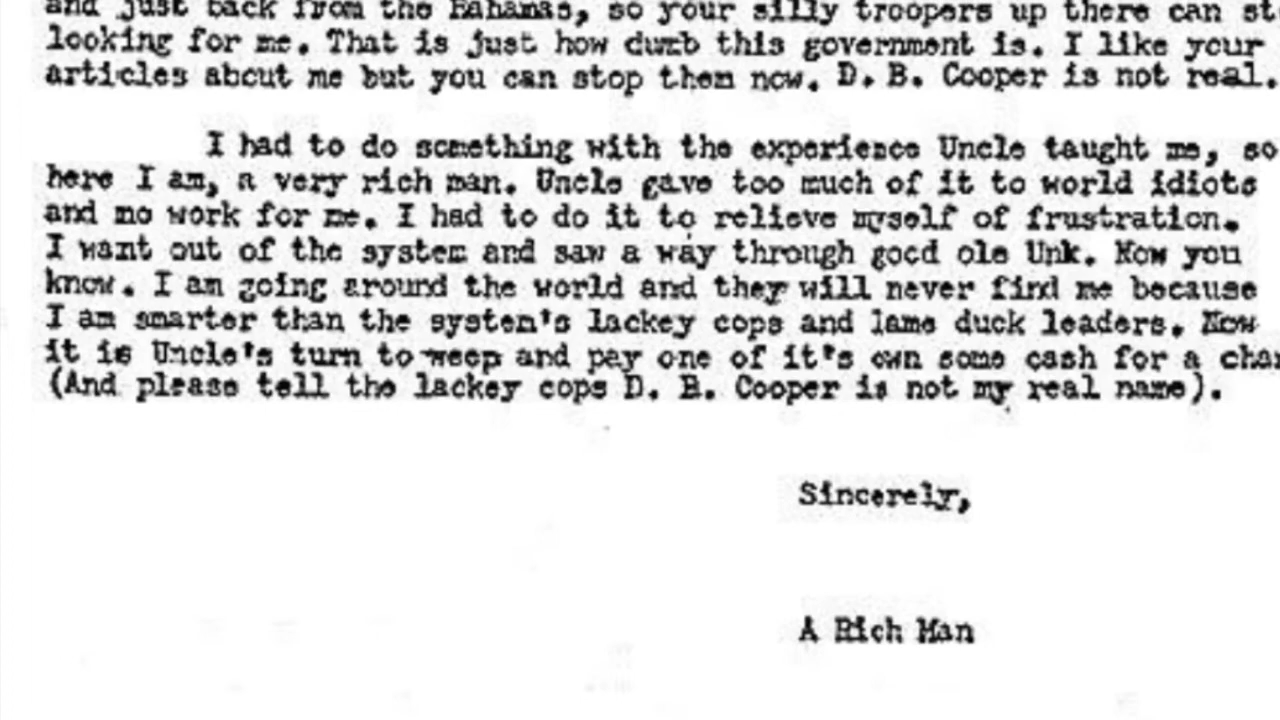 and just back from the Bahamas, so your silly troopers up there can
looking for me. That is just how dumb this government is. I like your
articles about me but you can stop them now. D. B. Cooper is not real.
I had to do something with the experience Uncle taught me, so
here I am, a very rich man. Uncle gave too much of it to world idiots
and no work for me. I had to do it to relieve myself of frustration.
I want out of the system and saw a way through good ole Unk. Now you
know. I am going around the world and they will never find me because
I am smarter than the system's lackey cops and lame duck leaders. Now
it is Uncle's turn to weep and pay one of it's own some cash for a
(And please tell the lackey cops D. B. Cooper is not my real name).
Sincerely,
A Rich Man